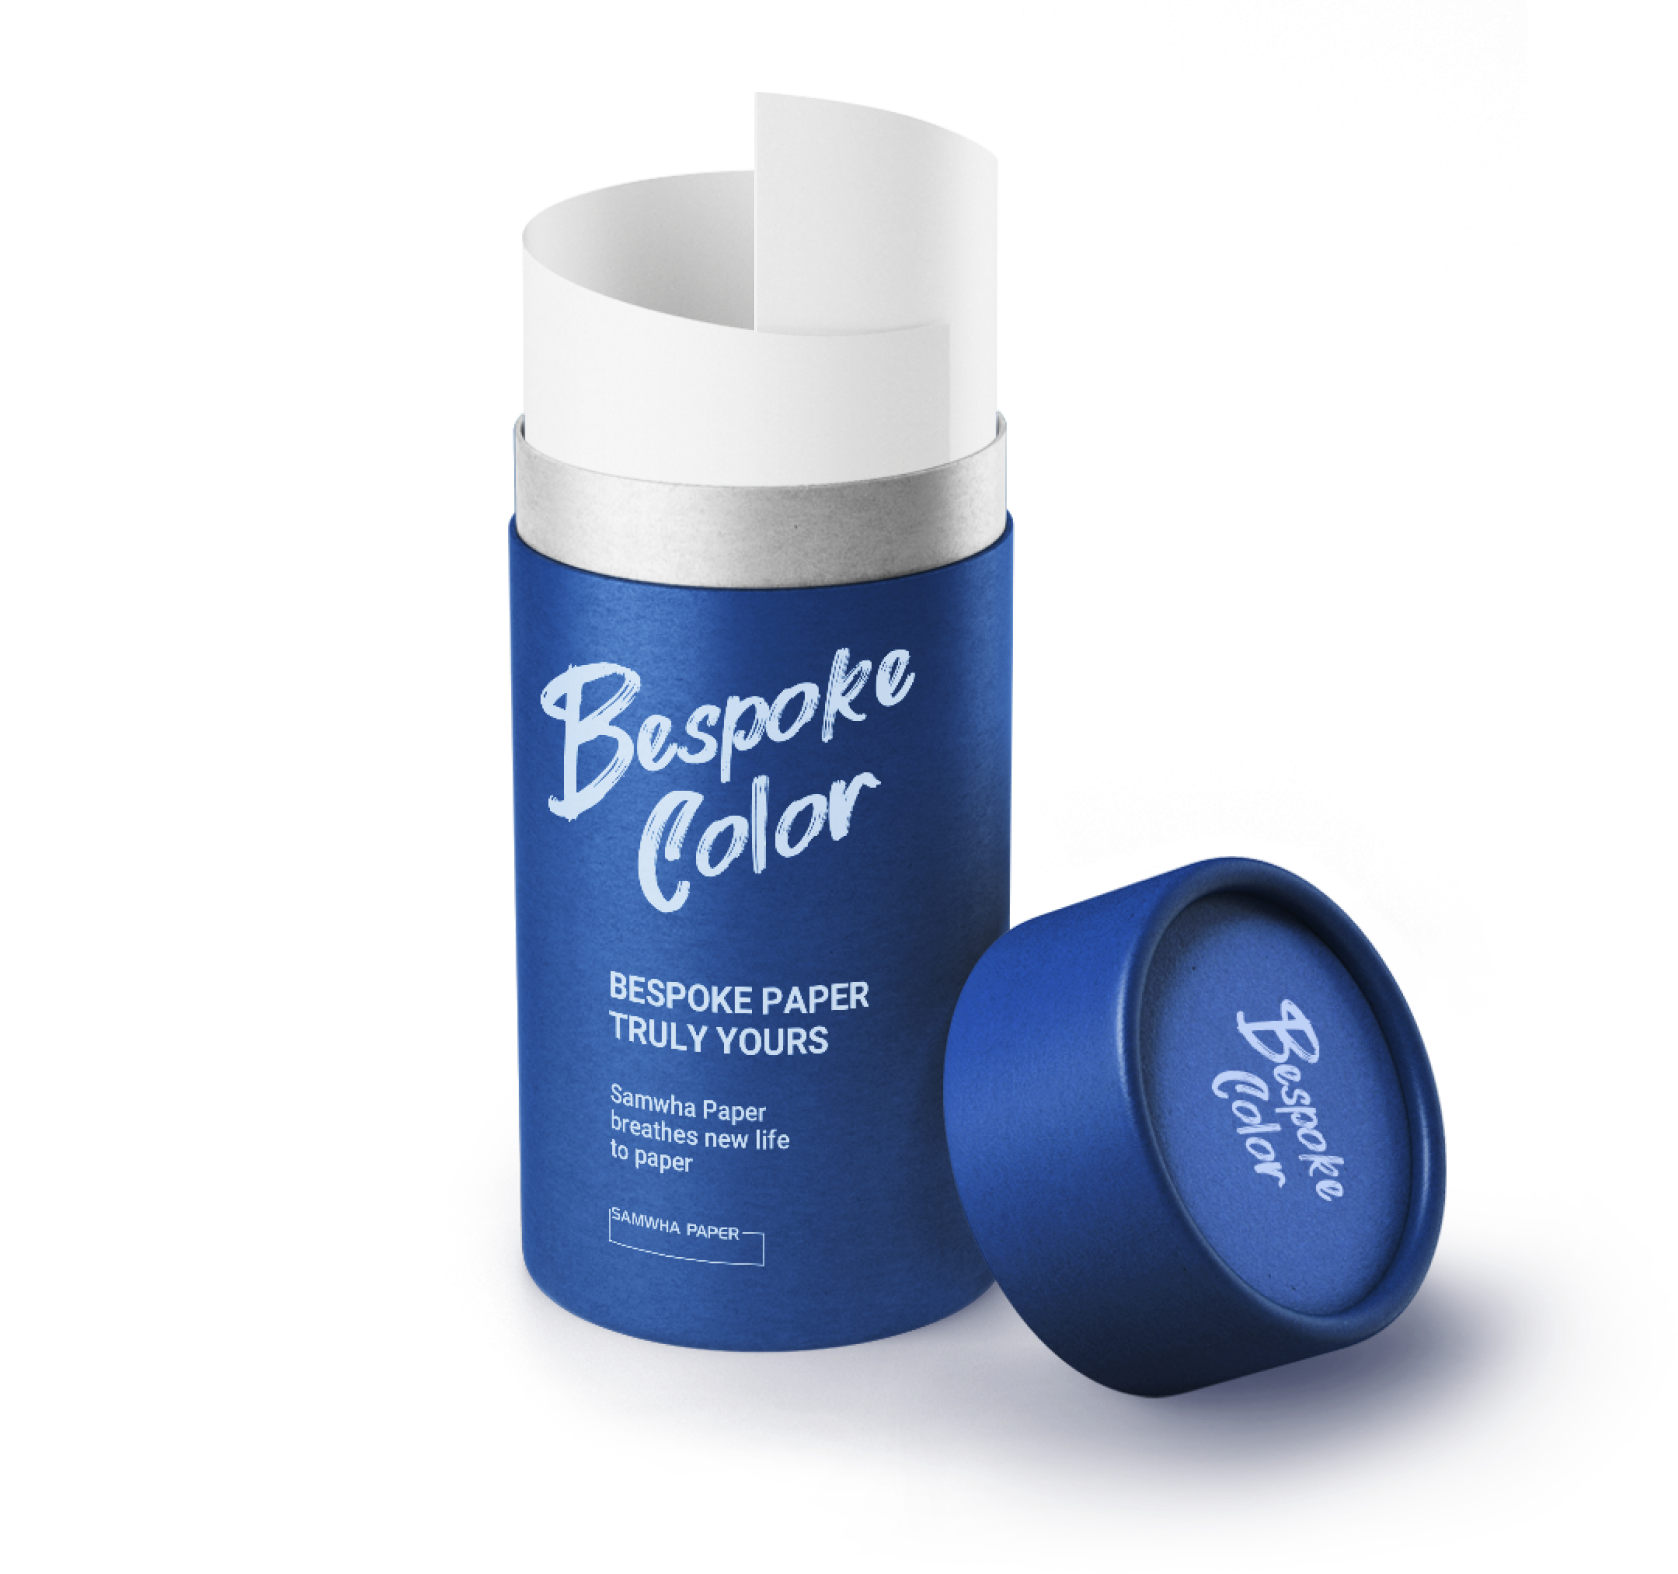 Bespoke
Color
BESPOKE PAPER
TRULY YOURS
Samwha Paper
breathes new life
to paper
SAMWHA PAPER
Bespoke
Color